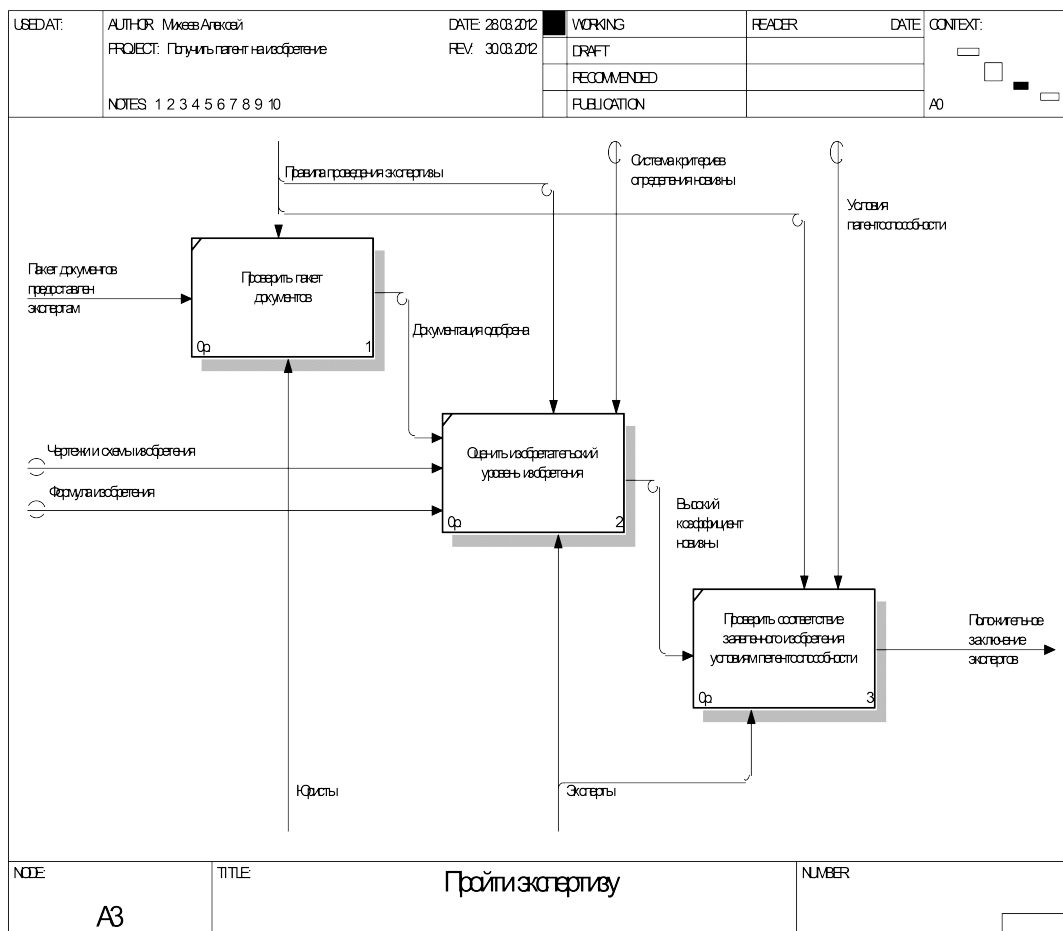 USED AT:
AUTHOR: Михеев Алексей
DATE: 28.03.2012
WORKING
READER
DATE
CONTEXT:
PROJECT: Получить патент на изобретение
REV: 30.03.2012
DRAFT
RECOMMENDED
NOTES: 1 2 3 4 5 6 7 8 9 10
PUBLICATION
A0
Правила проведения экспертизы
Система критериев
определения новизны
Условия
патентоспособности
Пакет документов
предоставлен
экспертам
Проверить пакет
документов
0р.
1
Документация одобрена
Чертежи и схемы изобретения
Формула изобретения
Оценить изобретательский
уровень изобретения
0р.
2
Высокий
коэффициент
новизны
Проверить соответствие
заявленного изобретения
условиям петентоспособности
0р.
3
Положительное
заключение
экспертов
Юристы
Эксперты
NODE:
TITLE:
NUMBER:
Пройти экспертизу
A3